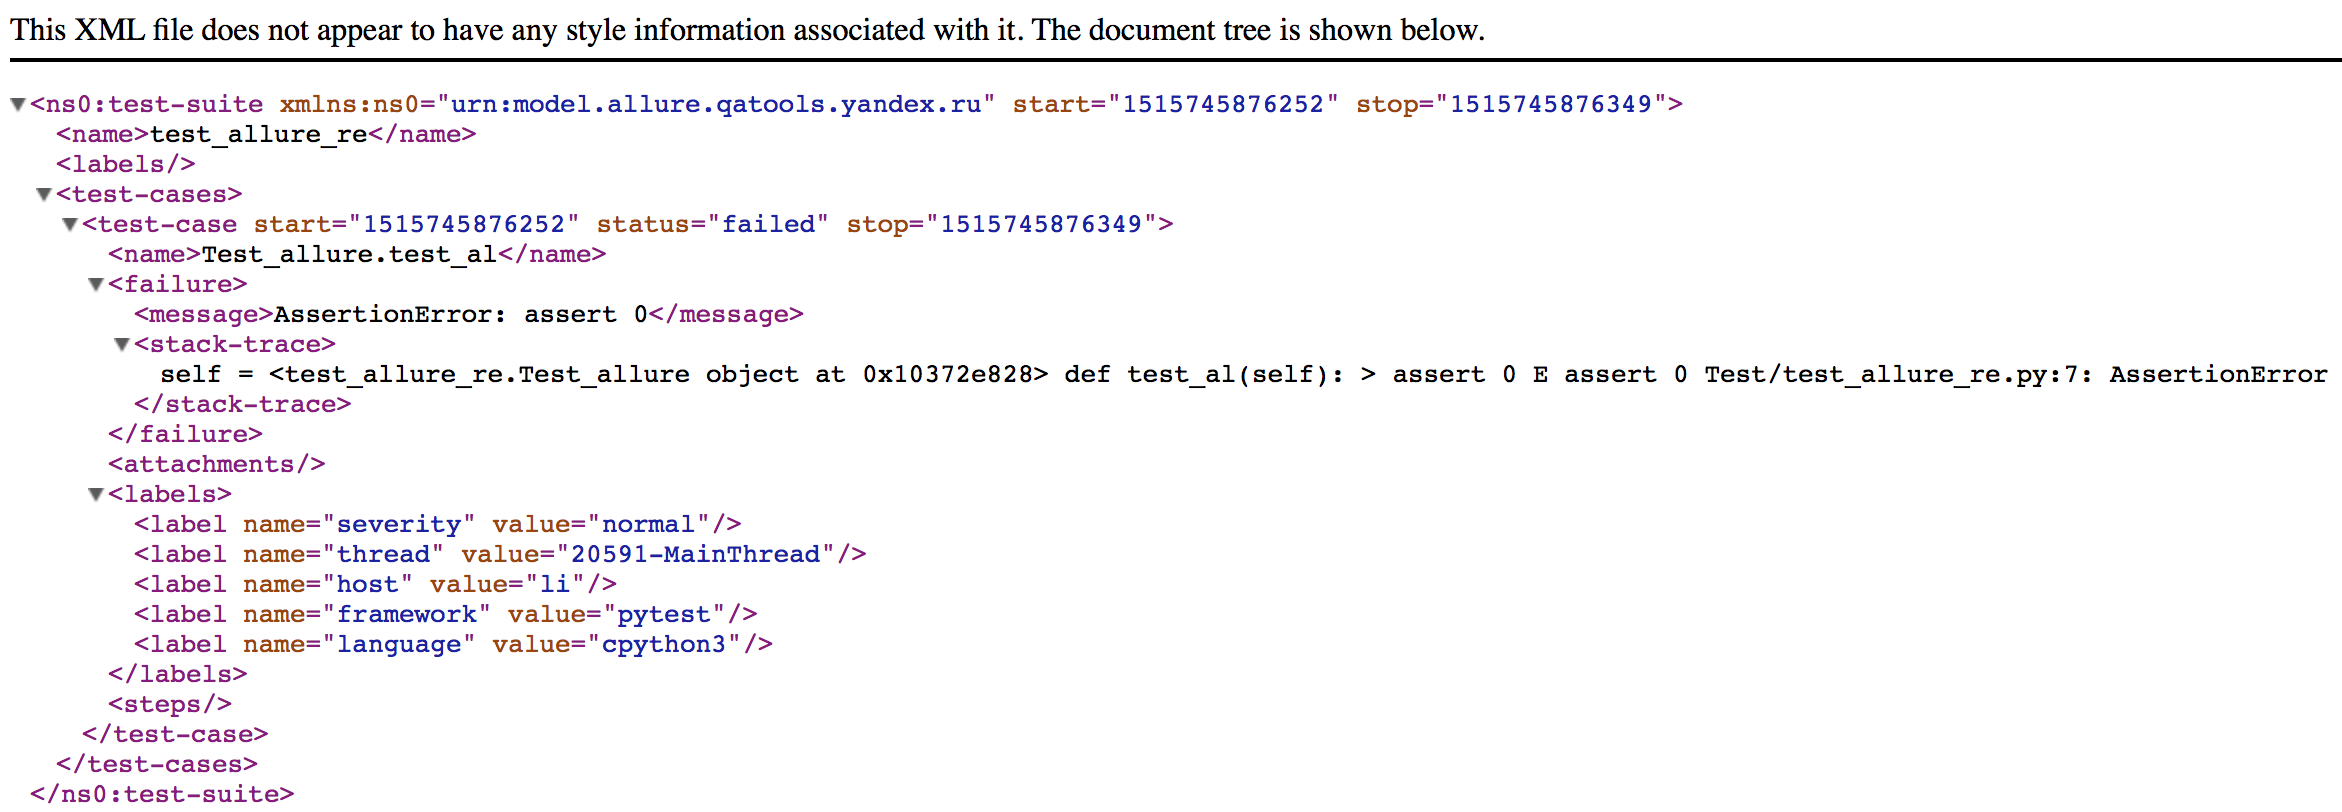 This XML file does not appear to have any style information associated with it. The document tree is shown below.
▼<ns0:test-suite xmlns:ns0="urn:model.allure.qatools.yandex.ru" start="1515745876252" stop="1515745876349">
<name>test_allure_re</name>
<labels/>
▼<test-cases>
▼<test-case start="1515745876252" status="failed" stop="1515745876349">
<name>Test_allure.test_al</name>
▼<failure>
<message>AssertionError: assert 0</message>
▼<stack-trace>
self = <test_allure_re.Test_allure object at 0x10372e828> def test_al(self): > assert 0 E assert 0 Test/test_allure_re.py:7: AssertionError
</stack-trace>
</failure>
<attachments/>
▼<labels>
<label name="severity" value="normal"/>
<label name="thread" value="20591-MainThread"/>
<label name="host" value="li"/>
<label name="framework" value="pytest"/>
<label name="language" value="cpython3"/>
</labels>
<steps/>
</test-case>
</test-cases>
</ns0:test-suite>